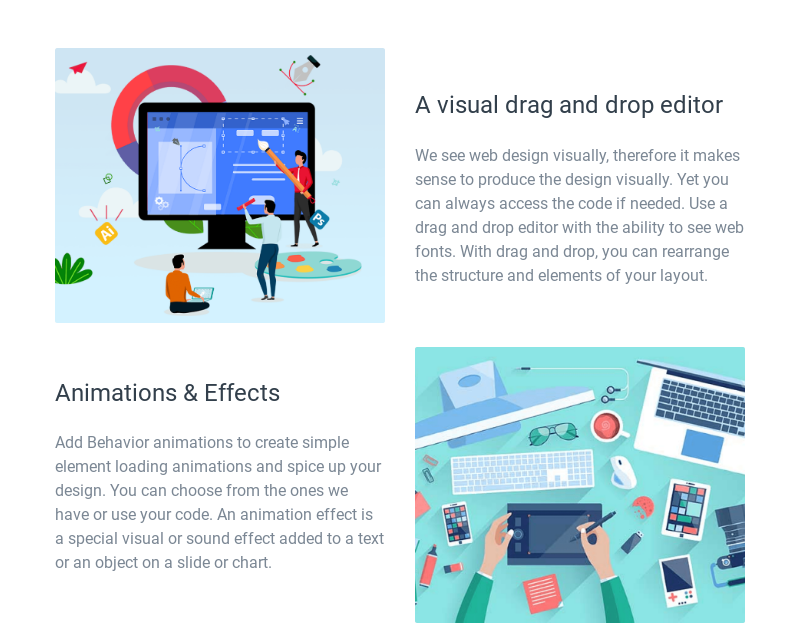 A visual drag and drop editor
We see web design visually, therefore it makes
sense to produce the design visually. Yet you
can always access the code if needed. Use a
drag and drop editor with the ability to see web
fonts. With drag and drop, you can rearrange
the structure and elements of your layout.
Ai
Ps
Animations & Effects
Add Behavior animations to create simple
element loading animations and spice up your
design. You can choose from the ones we
have or use your code. An animation effect is
a special visual or sound effect added to a text
or an object on a slide or chart.